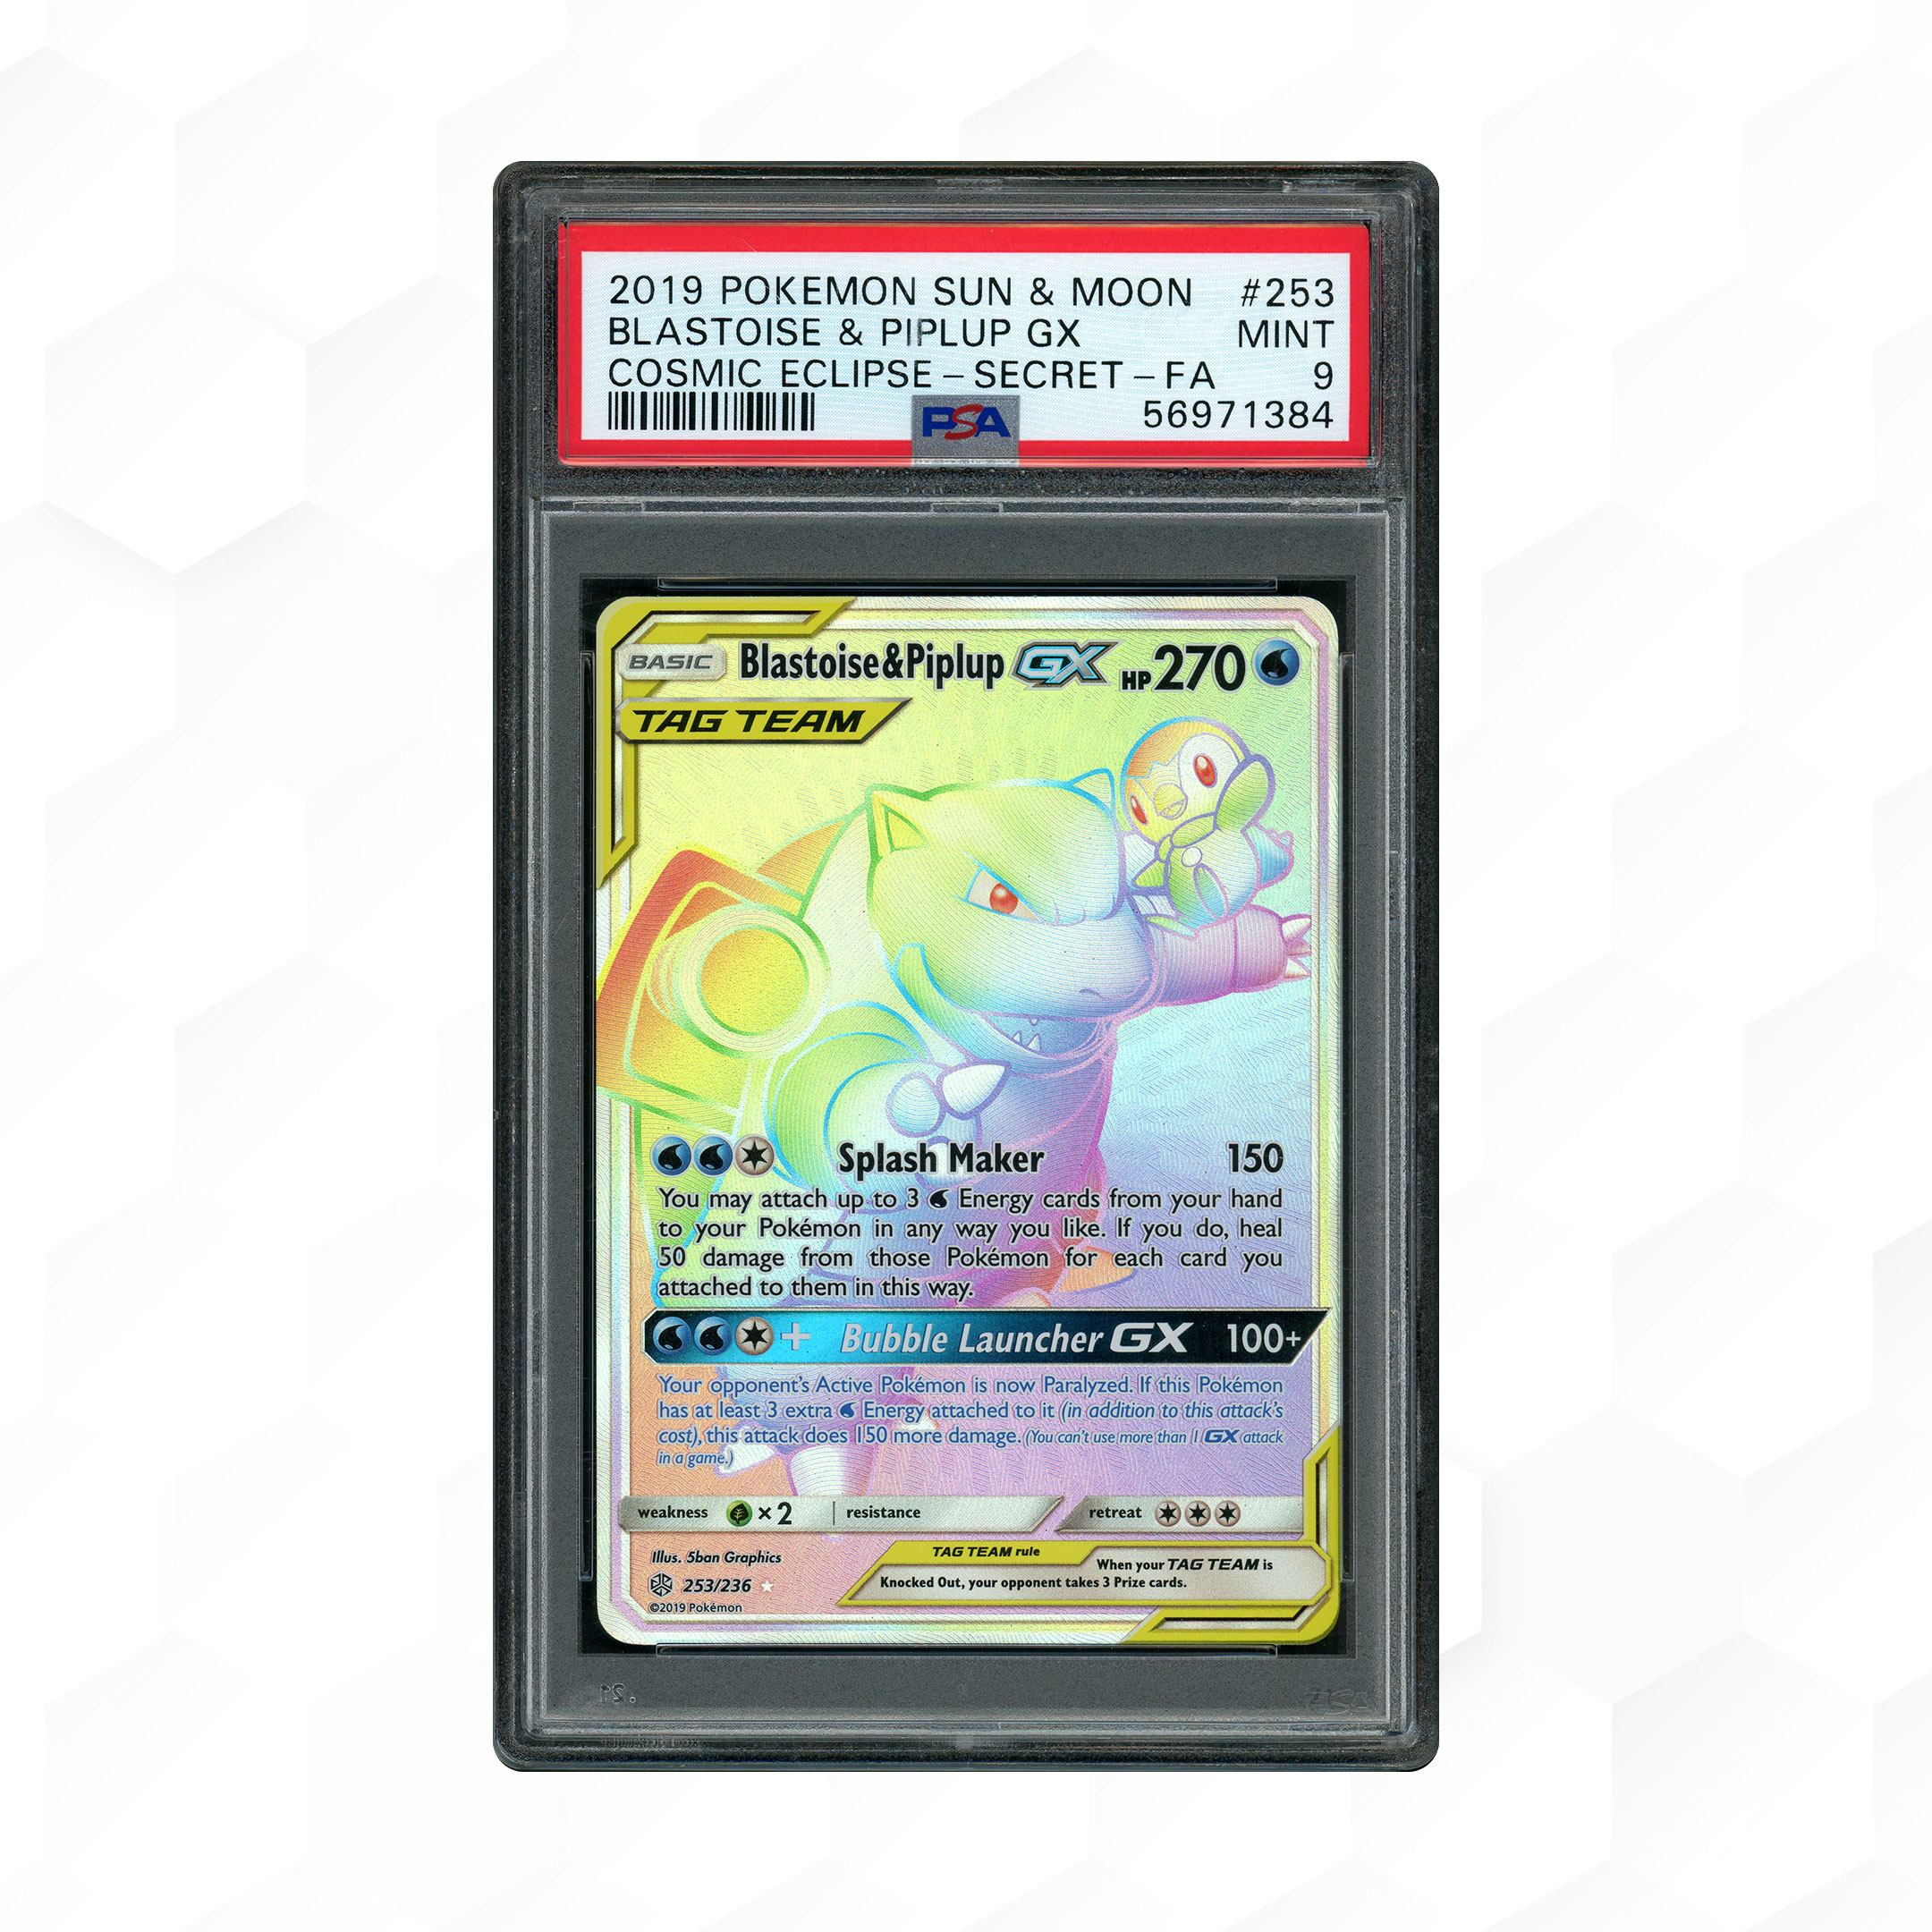 2019 POKEMON SUN & MOON #253
BLASTOISE & PIPLUP GX MINT
COSMIC ECLIPSE - SECRET - FA 9
56971384
PSA
BASIC Blastoise&Piplup GX HP270
TAG TEAM
Splash Maker 150
You may attach up to 3 Energy cards from your hand
to your Pokémon in any way you like. If you do, heal
50 damage from those Pokémon for each card you
attached to them in this way.
+ Bubble Launcher GX 100+
Your opponent's Active Pokémon is now Paralyzed. If this Pokémon
has at least 3 extra Energy attached to it (in addition to this attack's
cost), this attack does 150 more damage. (You can't use more than 1 GX attack
in a game.)
weakness ×2 resistance retreat
Illus. 5ban Graphics
253/236
©2019 Pokémon
TAG TEAM rule
When your TAG TEAM is
Knocked Out, your opponent takes 3 Prize cards.